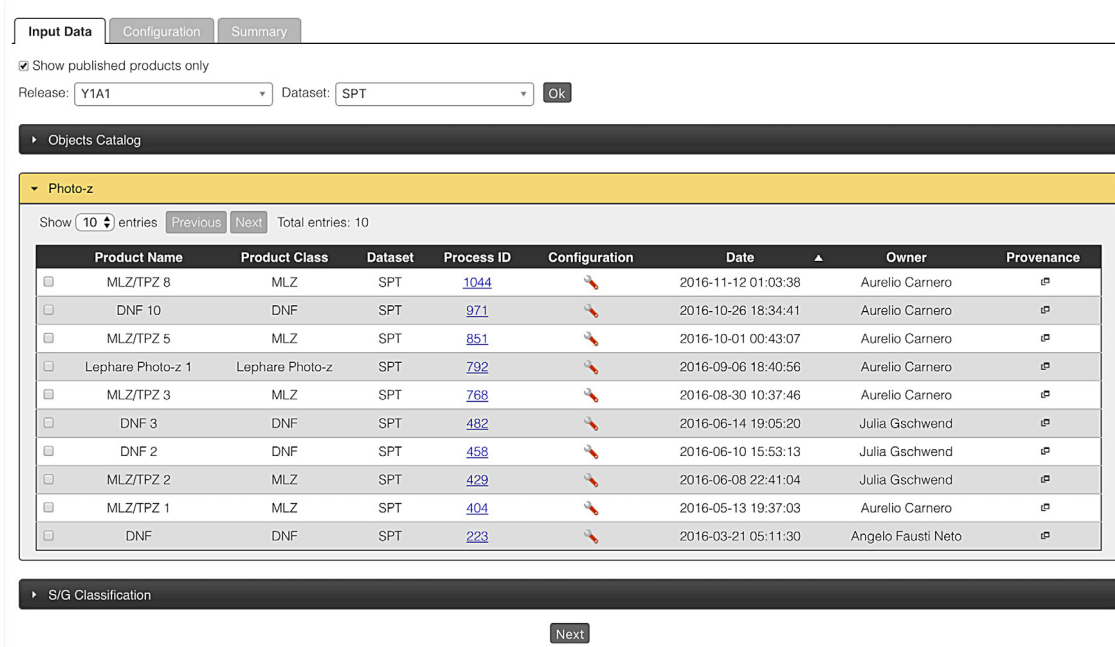 Input Data Configuration Summary
Show published products only
Release: Y1A1 Dataset: SPT Ok
Objects Catalog
Photo-z
Show 10 entries Previous Next Total entries: 10
Product Name Product Class Dataset Process ID Configuration Date Owner Provenance
MLZ/TPZ 8 MLZ SPT 1044 2016-11-12 01:03:38 Aurelio Carnero
DNF 10 DNF SPT 971 2016-10-26 18:34:41 Aurelio Carnero
MLZ/TPZ 5 MLZ SPT 851 2016-10-01 00:43:07 Aurelio Carnero
Lephare Photo-z 1 Lephare Photo-z SPT 792 2016-09-06 18:40:56 Aurelio Carnero
MLZ/TPZ 3 MLZ SPT 768 2016-08-30 10:37:46 Aurelio Carnero
DNF 3 DNF SPT 482 2016-06-14 19:05:20 Julia Gschwend
DNF 2 DNF SPT 458 2016-06-10 15:53:13 Julia Gschwend
MLZ/TPZ 2 MLZ SPT 429 2016-06-08 22:41:04 Julia Gschwend
MLZ/TPZ 1 MLZ SPT 404 2016-05-13 19:37:03 Aurelio Carnero
DNF DNF SPT 223 2016-03-21 05:11:30 Angelo Fausti Neto
S/G Classification
Next